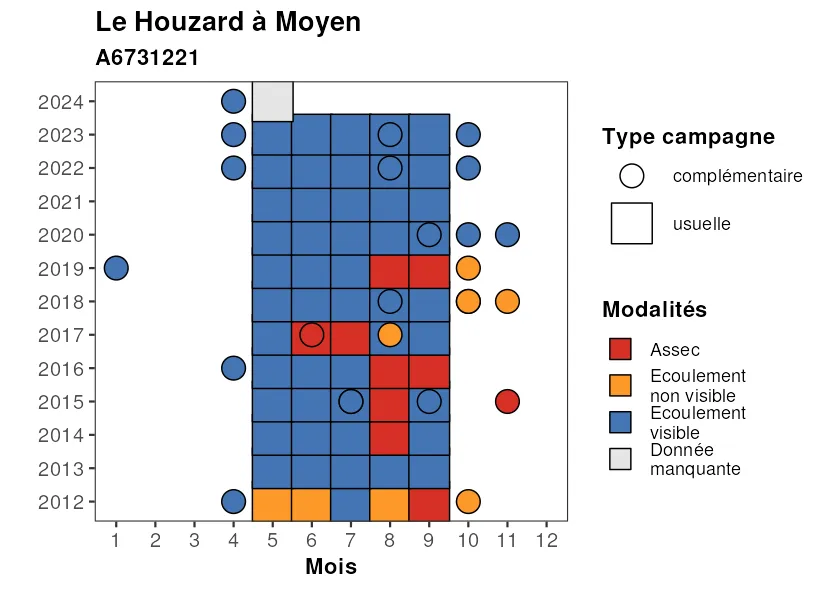 Le Houzard à Moyen
A6731221
2024
2023
2022
2021
2020
2019
2018
2017
2016
2015
2014
2013
2012
1 2 3 4 5 6 7 8 9 10 11 12
Mois
Type campagne
complémentaire
usuelle
Modalités
Assec
Ecoulement
non visible
Ecoulement
visible
Donnée
manquante